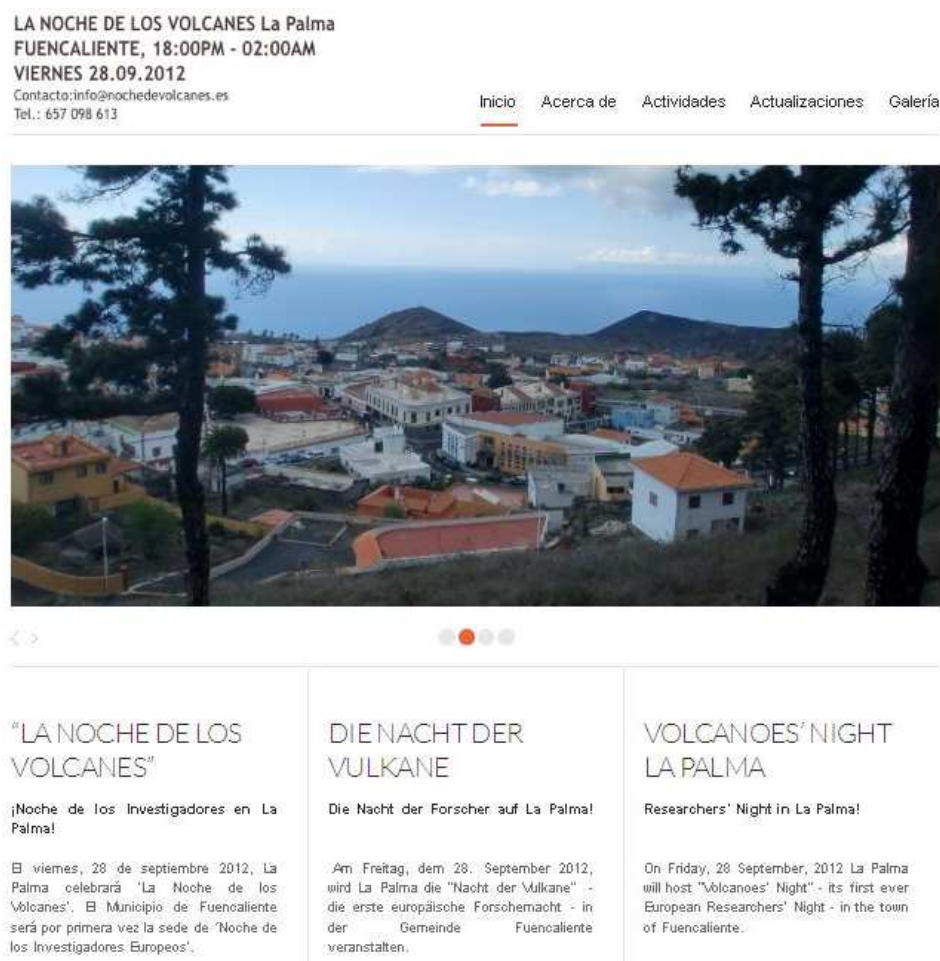 LA NOCHE DE LOS VOLCANES La Palma
FUENCALIENTE, 18:00PM - 02:00AM
VIERNES 28.09.2012
Contacto:info@nochedevolcanes.es
Tel.: 657 098 613
Inicio Acerca de Actividades Actualizaciones Galería
"LA NOCHE DE LOS
VOLCANES"
¡Noche de los Investigadores en La
Palma!
El viernes, 28 de septiembre 2012, La
Palma celebrará 'La Noche de los
Volcanes'. El Municipio de Fuencaliente
será por primera vez la sede de 'Noche de
los Investigadores Europeos'.
DIE NACHT DER
VULKANE
Die Nacht der Forscher auf La Palma!
Am Freitag, dem 28. September 2012,
wird La Palma die "Nacht der Vulkane" -
die erste europäische Forschernacht - in
der Gemeinde Fuencaliente
veranstalten.
VOLCANOES' NIGHT
LA PALMA
Researchers' Night in La Palma!
On Friday, 28 September, 2012 La Palma
will host "Volcanoes' Night" - its first ever
European Researchers' Night - in the town
of Fuencaliente.